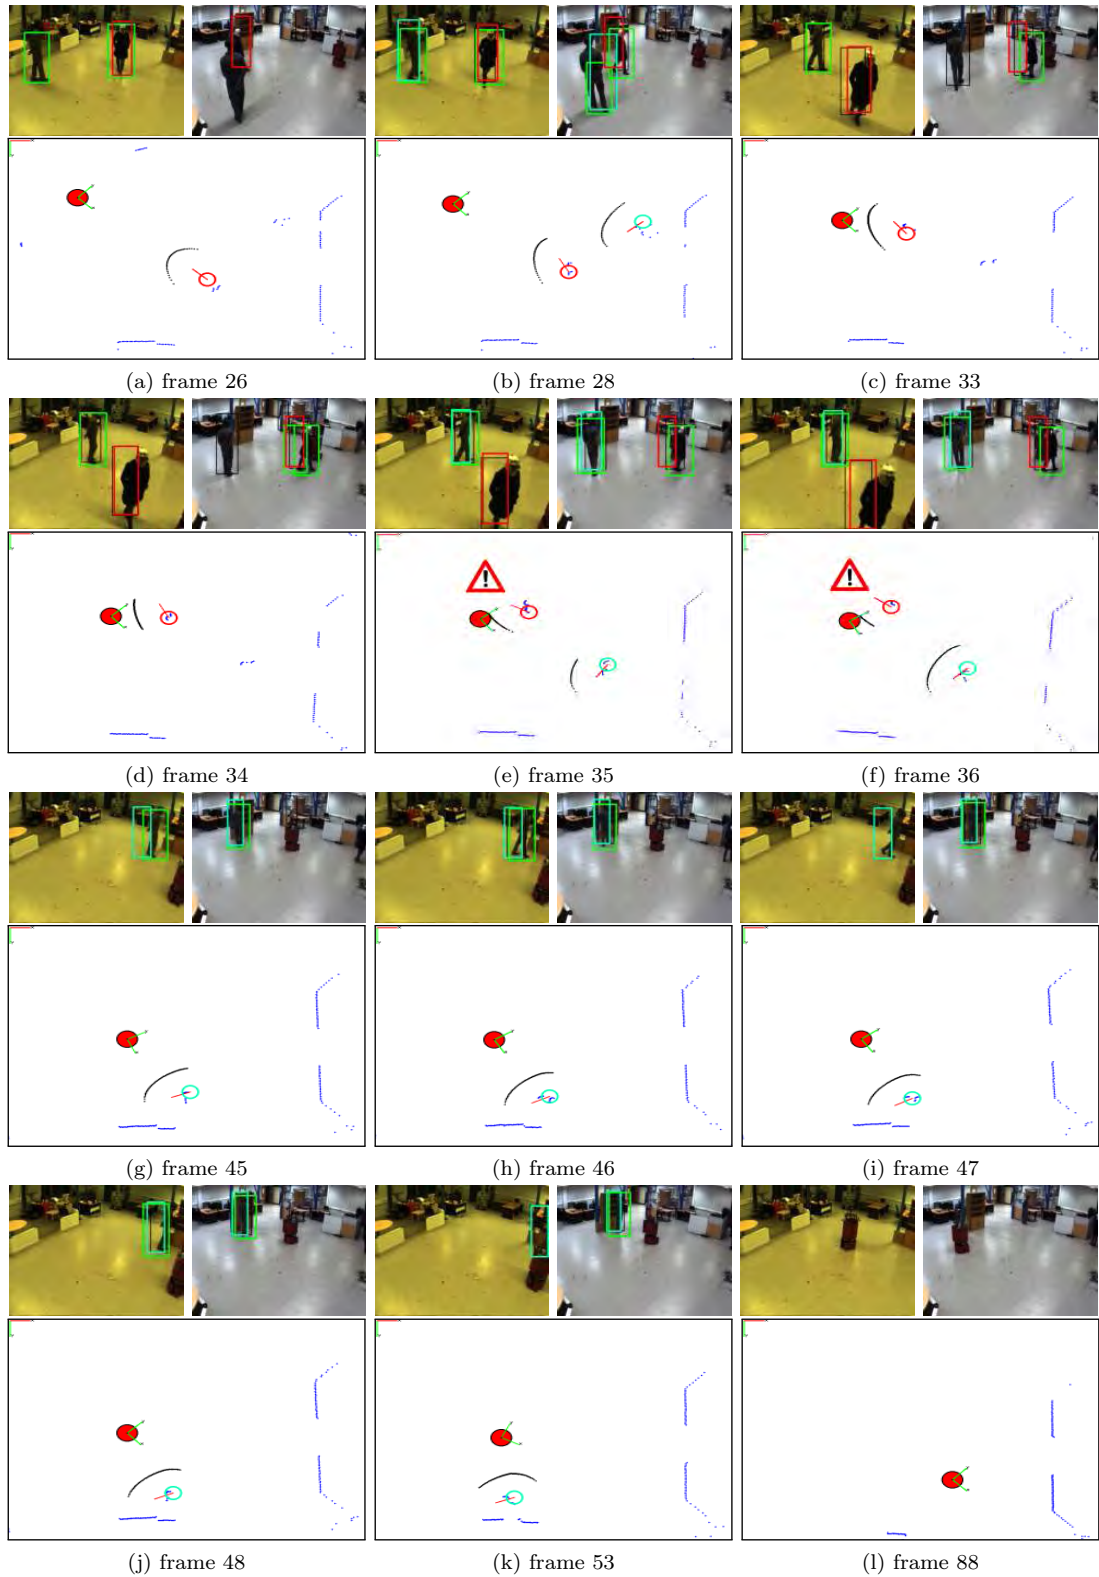 (a) frame 26
(b) frame 28
(c) frame 33
(d) frame 34
!
(e) frame 35
!
(f) frame 36
(g) frame 45
(h) frame 46
(i) frame 47
(j) frame 48
(k) frame 53
(l) frame 88